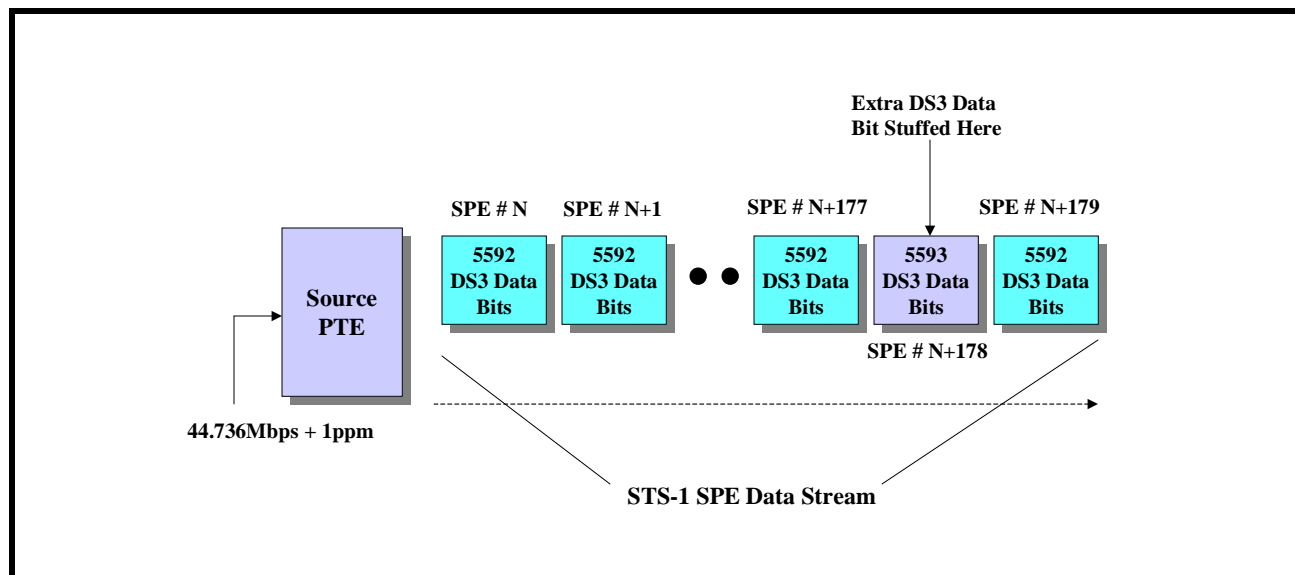 Extra DS3 Data
Bit Stuffed Here
SPE # N
SPE # N+1
SPE # N+177
SPE # N+179
Source
PTE
5592
DS3 Data
Bits
5592
DS3 Data
Bits
5592
DS3 Data
Bits
5593
DS3 Data
Bits
5592
DS3 Data
Bits
SPE # N+178
44.736Mbps + 1ppm
STS-1 SPE Data Stream